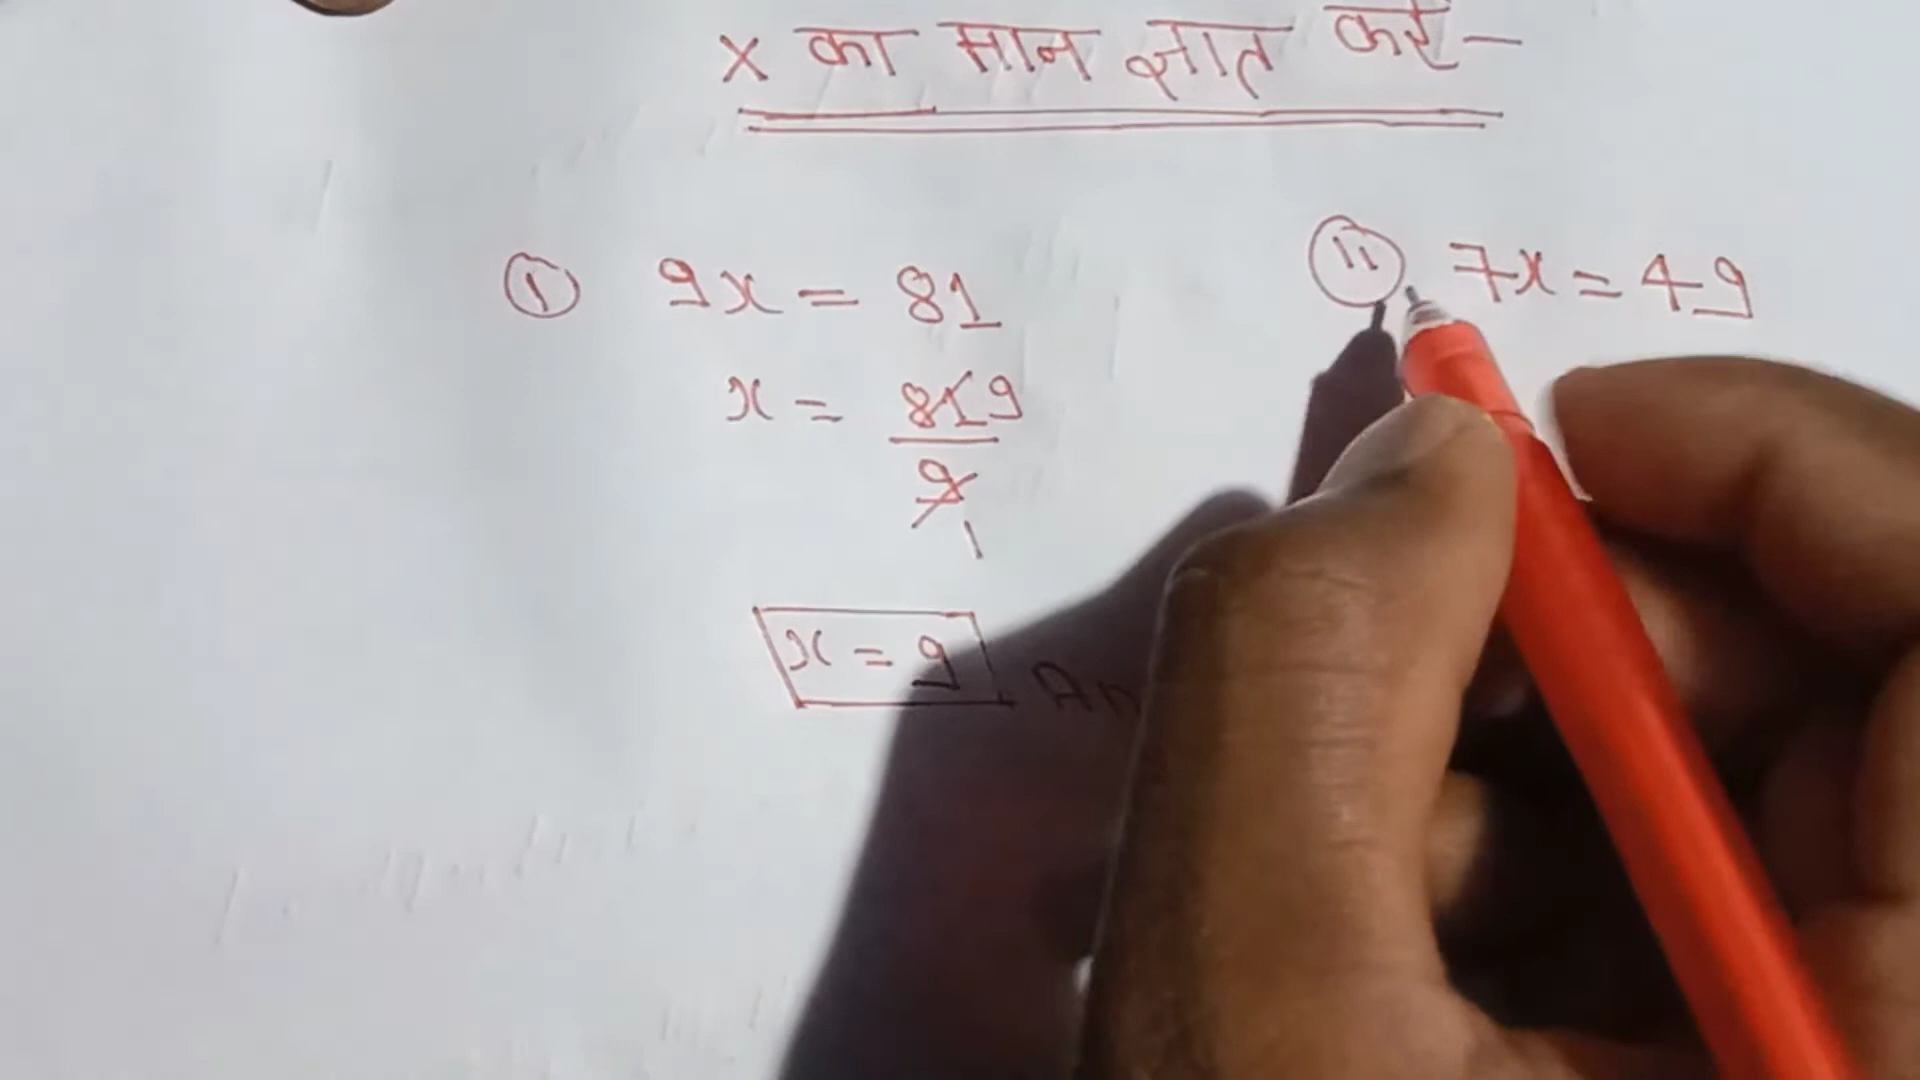 x का मान ज्ञात करें-
(i) 9x = 81
x = 81 9
9
1
x = 9
(ii) 7x = 49